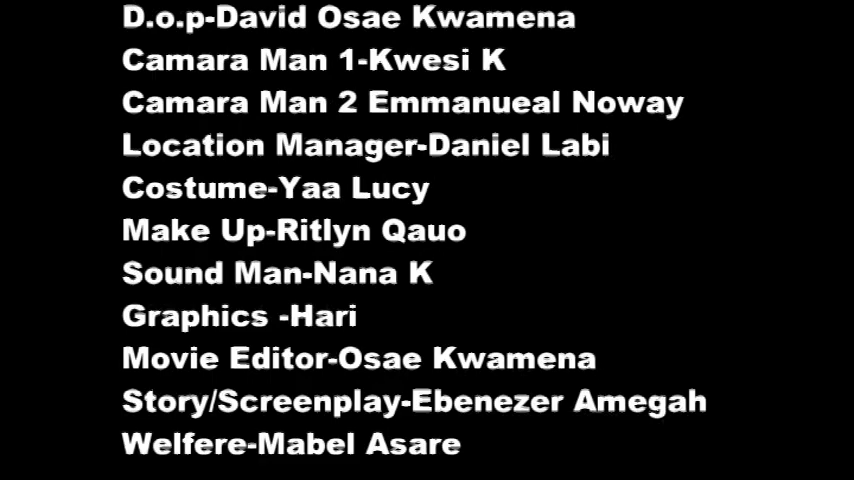 D.o.p-David Osae Kwamena
Camara Man 1-Kwesi K
Camara Man 2 Emmanueal Noway
Location Manager-Daniel Labi
Costume-Yaa Lucy
Make Up-Ritlyn Qauo
Sound Man-Nana K
Graphics -Hari
Movie Editor-Osae Kwamena
Story/Screenplay-Ebenezer Amegah
Welfere-Mabel Asare